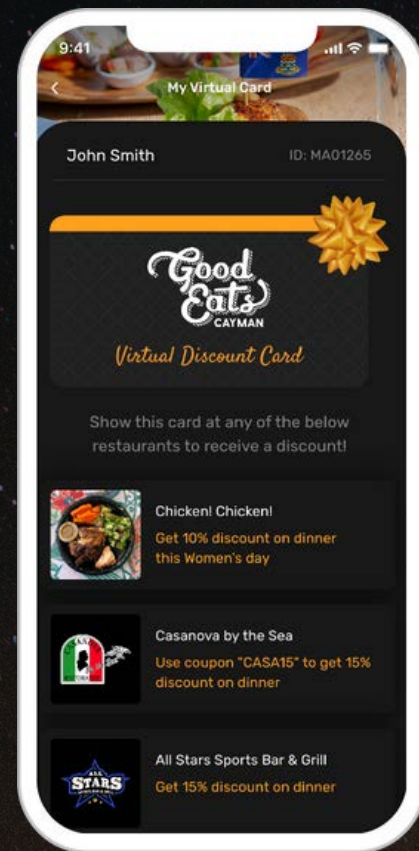 9:41
My Virtual Card
John Smith
ID: MA01265
Good
Eats
CAYMAN
Virtual Discount Card
Show this card at any of the below
restaurants to receive a discount!
Chicken! Chicken!
Get 10% discount on dinner
this Women's day
Casanova by the Sea
Use coupon "CASA15" to get 15%
discount on dinner
ALL
STARS
All Stars Sports Bar & Grill
Get 15% discount on dinner